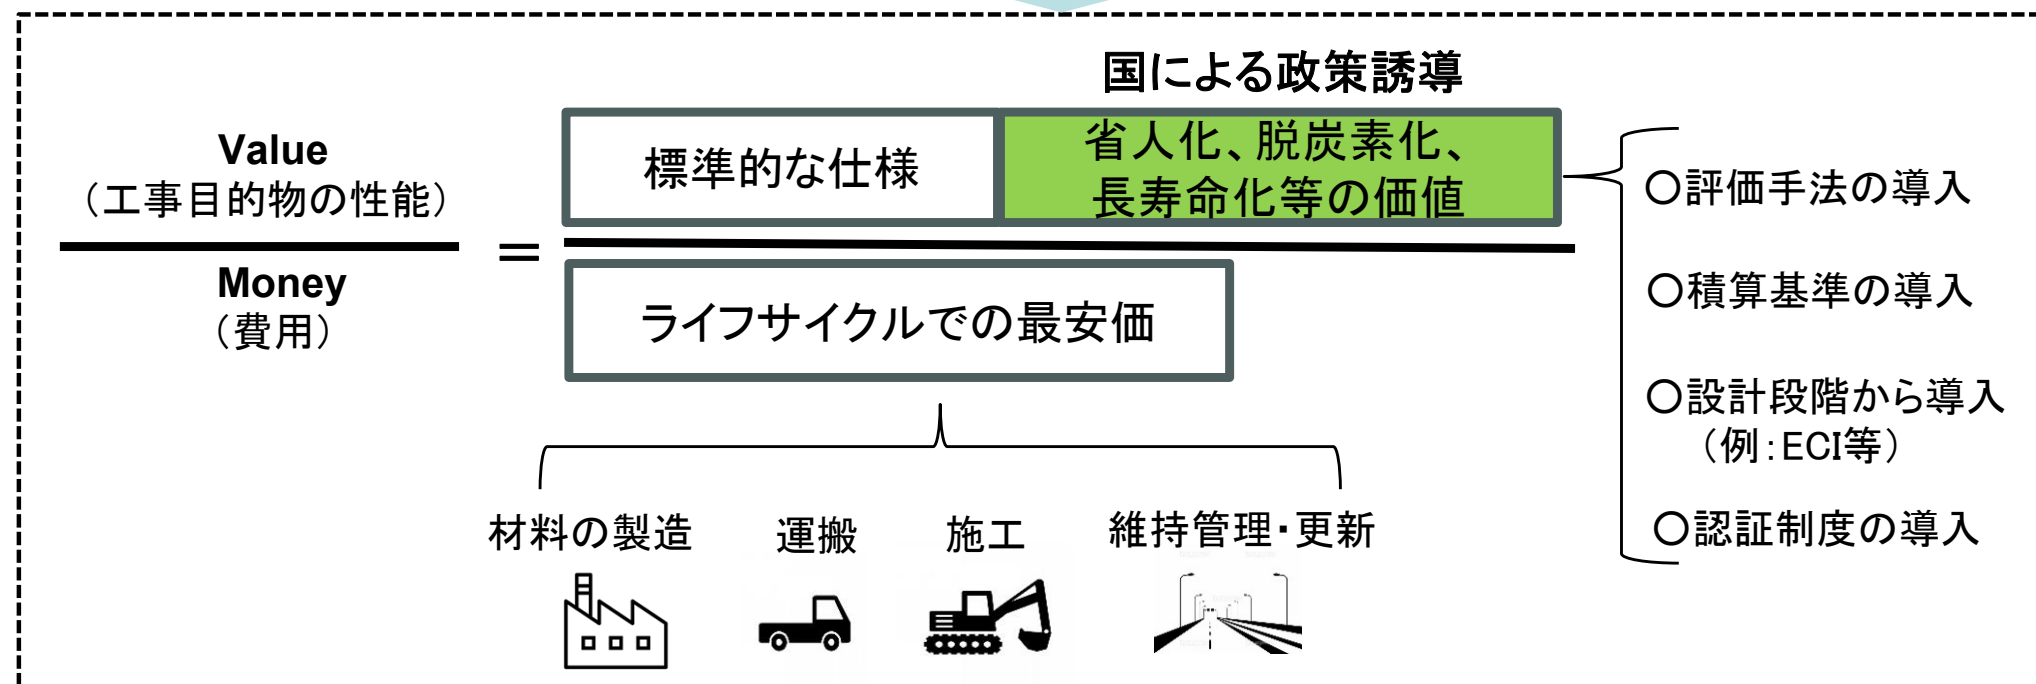 国による政策誘導
Value
（工事目的物の性能）
Money
（費用）
＝
標準的な仕様
省人化、脱炭素化、
長寿命化等の価値
ライフサイクルでの最安価
材料の製造
運搬
施工
維持管理・更新
○評価手法の導入
○積算基準の導入
○設計段階から導入
（例：ECI等）
○認証制度の導入